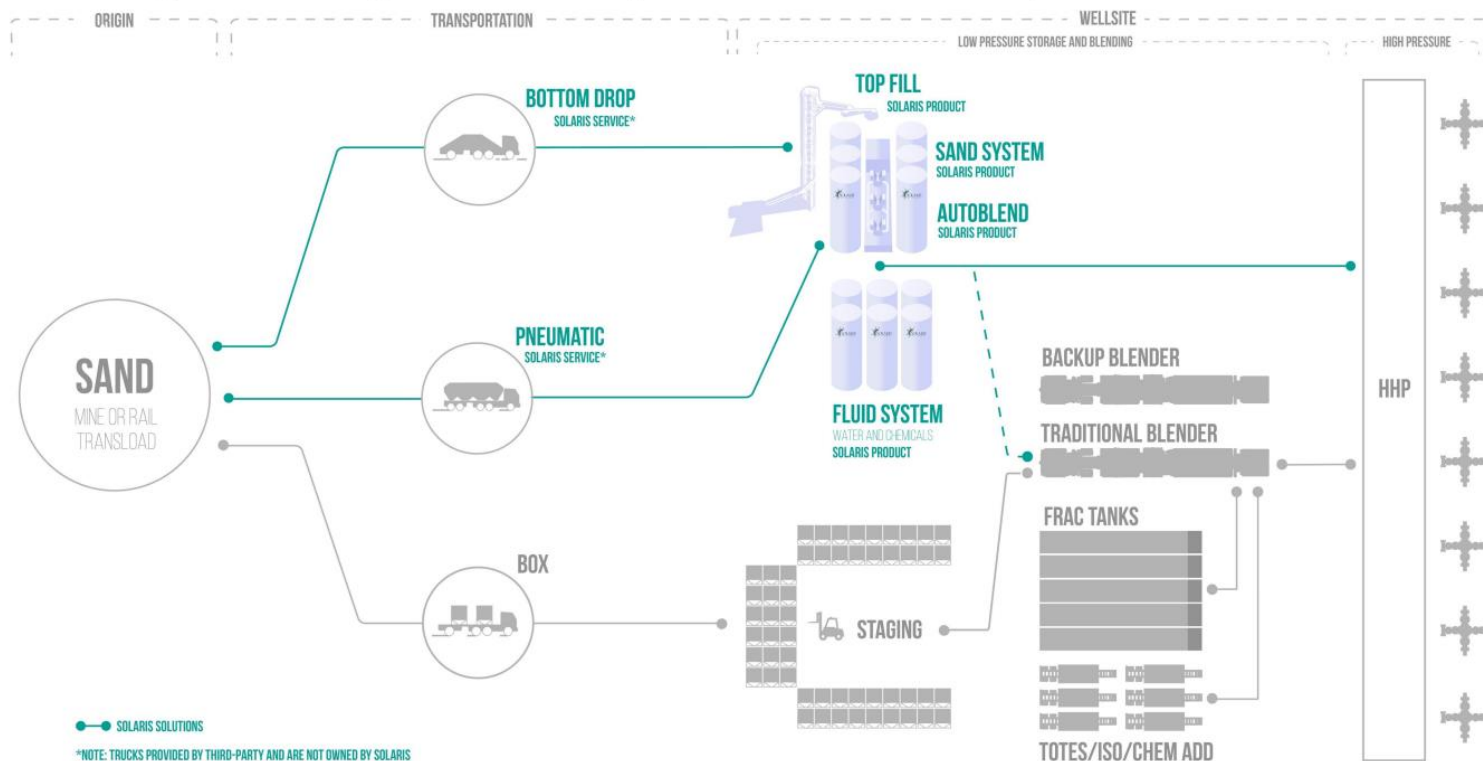 ORIGIN
TRANSPORTATION
WELLSITE
LOW PRESSURE STORAGE AND BLENDING
HIGH PRESSURE
BOTTOM DROP
SOLARIS SERVICE*
TOP FILL
SOLARIS PRODUCT
SAND SYSTEM
SOLARIS PRODUCT
AUTOBLEND
SOLARIS PRODUCT
SAND
MINE OR RAIL
TRANSLOAD
PNEUMATIC
SOLARIS SERVICE*
FLUID SYSTEM
WATER AND CHEMICALS
SOLARIS PRODUCT
BACKUP BLENDER
TRADITIONAL BLENDER
HHP
FRAC TANKS
BOX
STAGING
TOTES/ISO/CHEM ADD
SOLARIS SOLUTIONS
*NOTE: TRUCKS PROVIDED BY THIRD-PARTY AND ARE NOT OWNED BY SOLARIS